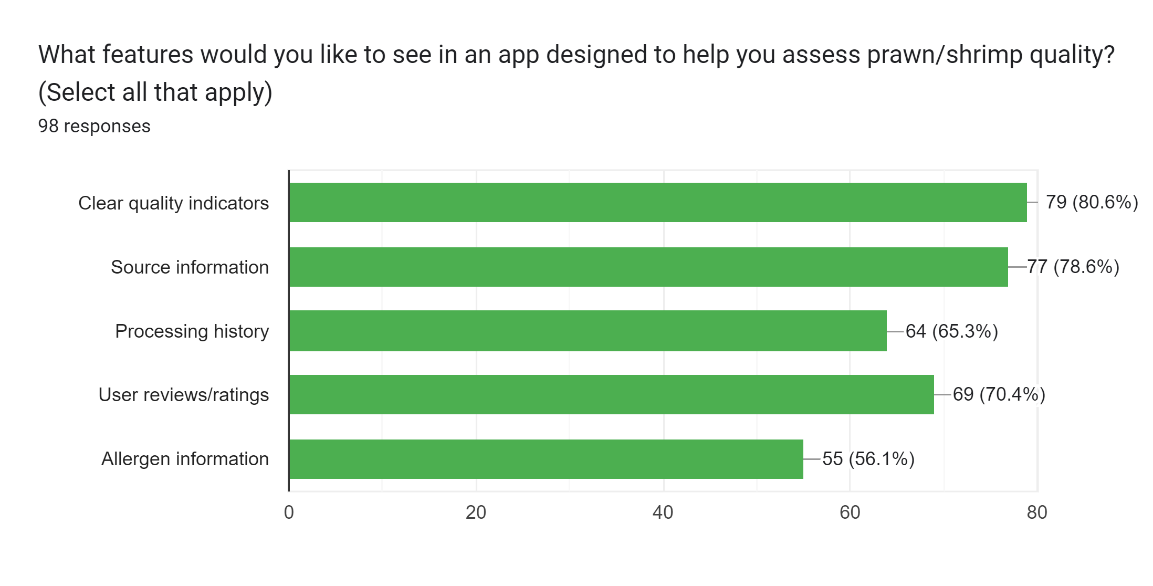 What features would you like to see in an app designed to help you assess prawn/shrimp quality?
(Select all that apply)
98 responses
Clear quality indicators
79 (80.6%)
Source information
77 (78.6%)
Processing history
64 (65.3%)
User reviews/ratings
69 (70.4%)
Allergen information
55 (56.1%)
0
20
40
60
80